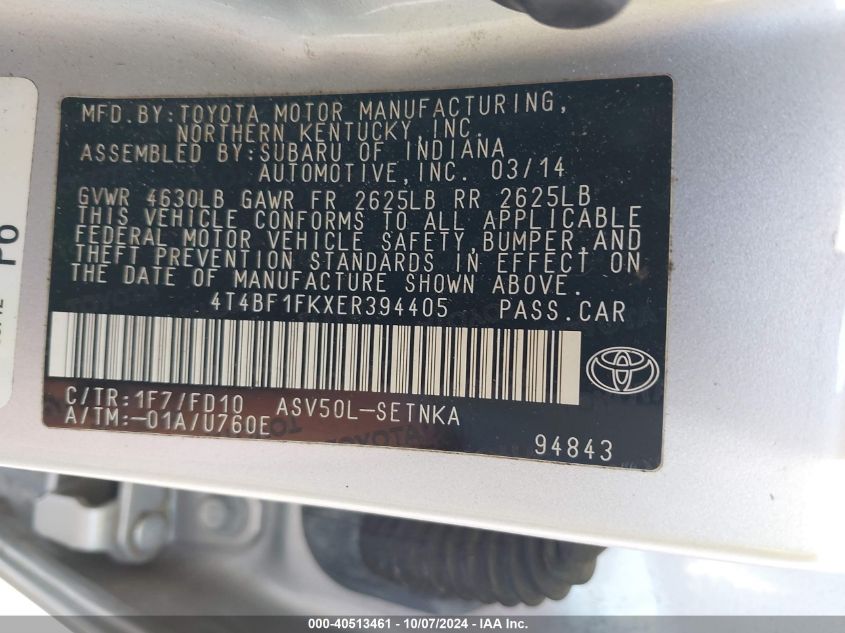 MFD.BY:TOYOTA MOTOR MANUFACTURING,
NORTHERN KENTUCKY, INC.
ASSEMBLED BY:SUBARU OF INDIANA
AUTOMOTIVE,INC. 03/14
GVWR 4630LB GAWR FR 2625LB RR 2625LB
THIS VEHICLE CONFORMS TO ALL APPLICABLE
FEDERAL MOTOR VEHICLE SAFETY,BUMPER,AND
THEFT PREVENTION STANDARDS IN EFFECT ON
THE DATE OF MANUFACTURE SHOWN ABOVE.
4T4BF1FKXER394405 PASS.CAR
C/TR:1F7/FD10 ASV50L-SETNKA
A/TM:-01A/U760E
94843
000-40513461 - 10/07/2024 - IAA Inc.